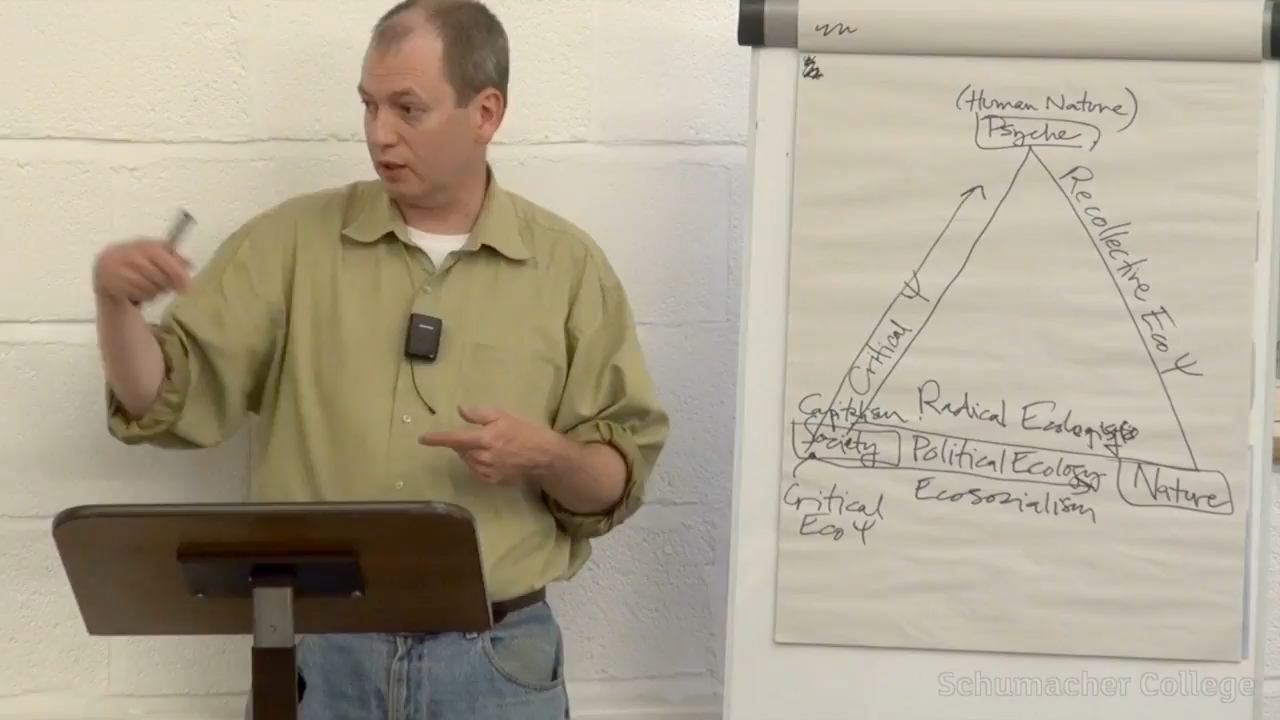 (Human Nature)
Psyche
Recollective Eco Ψ
Critical Ψ
Capitalism
Radical Ecologies
Society
Political Ecology
Nature
Critical
Eco Ψ
Ecosozialism
Schumacher College